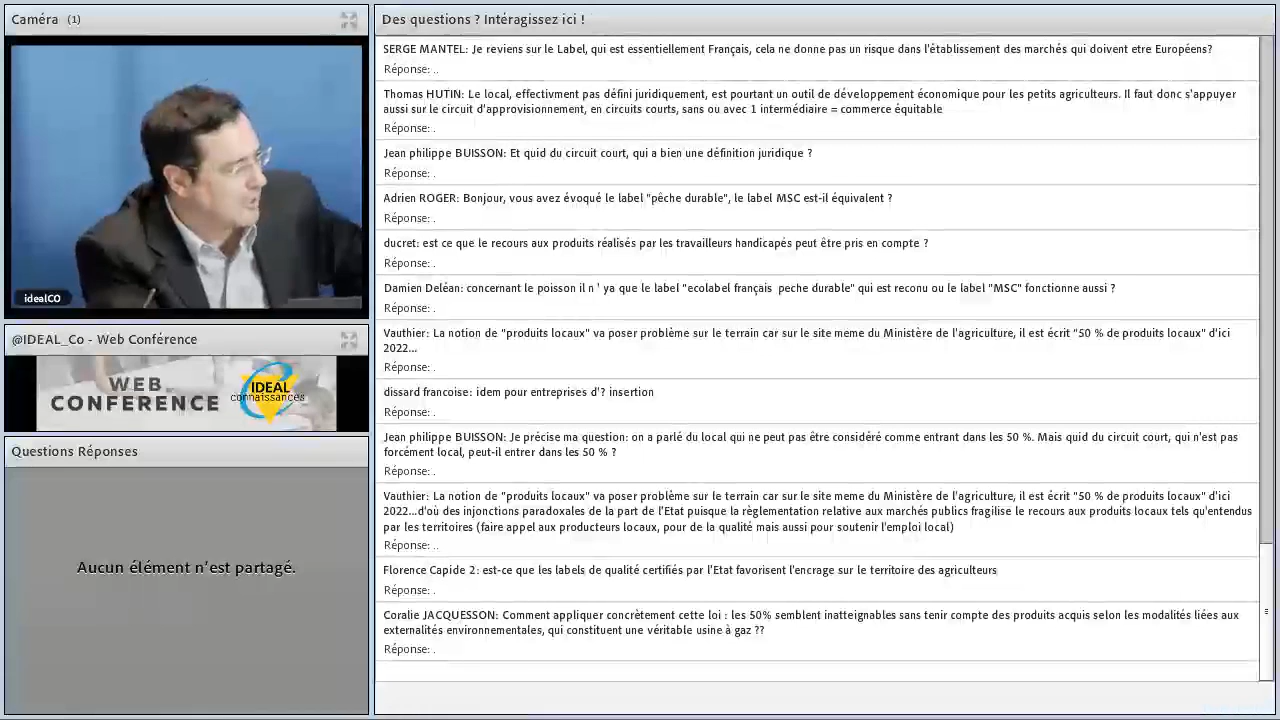 Caméra (1)
idealCO
@IDEAL_Co - Web Conférence
WEB
CONFERENCE
IDEAL
connaissances
Questions Réponses
Aucun élément n'est partagé.
Des questions ? Intéragissez ici !
SERGE MANTEL: Je reviens sur le Label, qui est essentiellement Français, cela ne donne pas un risque dans l'établissement des marchés qui doivent etre Européens?
Réponse: ..
Thomas HUTIN: Le local, effectivment pas défini juridiquement, est pourtant un outil de développement économique pour les petits agriculteurs. Il faut donc s'appuyer
aussi sur le circuit d'approvisionnement, en circuits courts, sans ou avec 1 intermédiaire = commerce équitable
Réponse: .
Jean philippe BUISSON: Et quid du circuit court, qui a bien une définition juridique ?
Réponse: .
Adrien ROGER: Bonjour, vous avez évoqué le label "pêche durable", le label MSC est-il équivalent ?
Réponse: .
ducret: est ce que le recours aux produits réalisés par les travailleurs handicapés peut être pris en compte ?
Réponse: .
Damien Deléan: concernant le poisson il n ' ya que le label "ecolabel français  peche durable" qui est reconu ou le label "MSC" fonctionne aussi ?
Réponse: .
Vauthier: La notion de "produits locaux" va poser problème sur le terrain car sur le site meme du Ministère de l'agriculture, il est écrit "50 % de produits locaux" d'ici
2022...
Réponse: .
dissard francoise: idem pour entreprises d'? insertion
Réponse: .
Jean philippe BUISSON: Je précise ma question: on a parlé du local qui ne peut pas être considéré comme entrant dans les 50 %. Mais quid du circuit court, qui n'est pas
forcément local, peut-il entrer dans les 50 % ?
Réponse: .
Vauthier: La notion de "produits locaux" va poser problème sur le terrain car sur le site meme du Ministère de l'agriculture, il est écrit "50 % de produits locaux" d'ici
2022...d'où des injonctions paradoxales de la part de l'Etat puisque la règlementation relative aux marchés publics fragilise le recours aux produits locaux tels qu'entendus
par les territoires (faire appel aux producteurs locaux, pour de la qualité mais aussi pour soutenir l'emploi local)
Réponse: ..
Florence Capide 2: est-ce que les labels de qualité certifiés par l'Etat favorisent l'encrage sur le territoire des agriculteurs
Réponse: .
Coralie JACQUESSON: Comment appliquer concrètement cette loi : les 50% semblent inatteignables sans tenir compte des produits acquis selon les modalités liées aux
externalités environnementales, qui constituent une véritable usine à gaz ??
Réponse: .